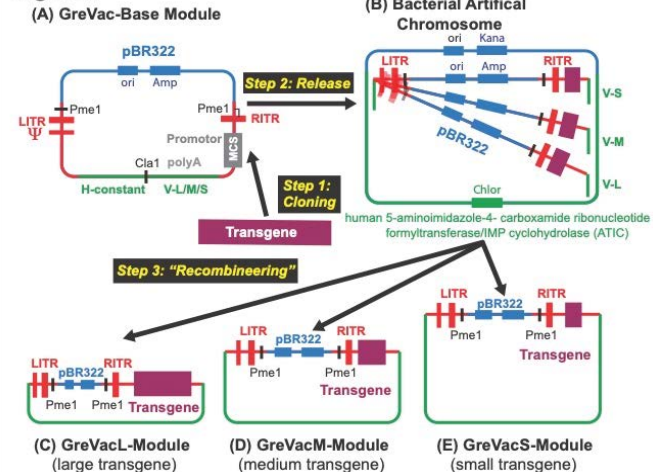 (A) GreVac-Base Module
pBR322
ori Amp
Pme1
LITR
Ψ
Pme1
RITR
Promotor
MCS
Cla1 polyA
H-constant V-L/M/S
Step 2: Release
Step 1:
Cloning
Transgene
(B) Bacterial Artifical
Chromosome
ori Kana
LITR
ori Amp
RITR
V-S
V-M
pBR322
V-L
Chlor
human 5-aminoimidazole-4- carboxamide ribonucleotide
formyltransferase/IMP cyclohydrolase (ATIC)
Step 3: “Recombineering”
LITR
pBR322
RITR
Pme1 Pme1 Transgene
(C) GreVacL-Module
(large transgene)
LITR
pBR322
RITR
Pme1 Pme1
Transgene
(D) GreVacM-Module
(medium transgene)
LITR
pBR322
RITR
Pme1 Pme1
Transgene
(E) GreVacS-Module
(small transgene)